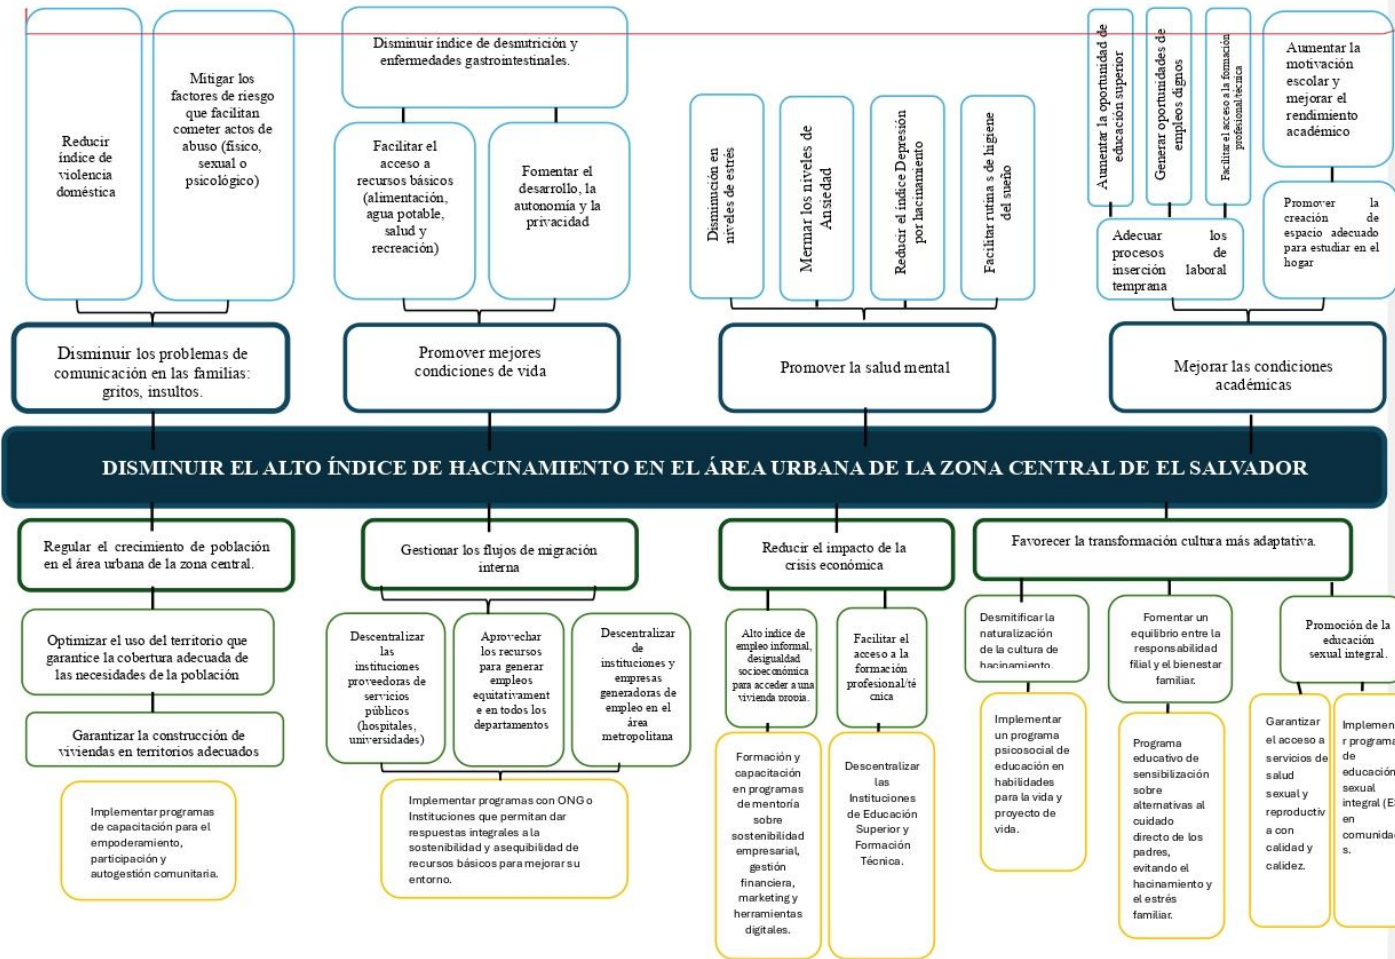 Reducir
índice de
violencia
doméstica
Mitigar los
factores de riesgo
que facilitan
cometer actos de
abuso (físico,
sexual o
psicológico)
Disminuir índice de desnutrición y
enfermedades gastrointestinales.
Facilitar el
acceso a
recursos básicos
(alimentación,
agua potable,
salud y
recreación)
Fomentar el
desarrollo, la
autonomía y la
privacidad
Disminución en
niveles de estrés
Mermar los niveles de
Ansiedad
Reducir el índice Depresión
por hacinamiento
Facilitar rutina s de higiene
del sueño
Aumentar la oportunidad de
educación superior
Generar oportunidades de
empleos dignos
Facilitar el acceso a la formación
profesional/técnica
Aumentar la
motivación
escolar y
mejorar el
rendimiento
académico
Adecuar los
procesos de
inserción laboral
temprana
Promover la
creación de
espacio adecuado
para estudiar en el
hogar
Disminuir los problemas de
comunicación en las familias:
gritos, insultos.
Promover mejores
condiciones de vida
Promover la salud mental
Mejorar las condiciones
académicas
DISMINUIR EL ALTO ÍNDICE DE HACINAMIENTO EN EL ÁREA URBANA DE LA ZONA CENTRAL DE EL SALVADOR
Regular el crecimiento de población
en el área urbana de la zona central.
Gestionar los flujos de migración
interna
Reducir el impacto de la
crisis económica
Favorecer la transformación cultura más adaptativa.
Optimizar el uso del territorio que
garantice la cobertura adecuada de
las necesidades de la población
Garantizar la construcción de
viviendas en territorios adecuados
Implementar programas
de capacitación para el
empoderamiento,
participación y
autogestión comunitaria.
Descentralizar
las
instituciones
proveedoras de
servicios
públicos
(hospitales,
universidades)
Aprovechar
los recursos
para generar
empleos
equitativament
e en todos los
departamentos
Descentralizar
de
instituciones y
empresas
generadoras de
empleo en el
área
metropolitana
Implementar programas con ONG o
Instituciones que permitan dar
respuestas integrales a la
sostenibilidad y asequibilidad de
recursos básicos para mejorar su
entorno.
Alto índice de
empleo informal,
desigualdad
socioeconómica
para acceder a una
vivienda propia.
Facilitar el
acceso a la
formación
profesional/té
cnica
Formación y
capacitación
en programas
de mentoría
sobre
sostenibilidad
empresarial,
gestión
financiera,
marketing y
herramientas
digitales.
Descentralizar
las
Instituciones
de Educación
Superior y
Formación
Técnica.
Desmitificar la
naturalización
de la cultura de
hacinamiento.
Fomentar un
equilibrio entre la
responsabilidad
filial y el bienestar
familiar.
Promoción de la
educación
sexual integral.
Implementar
un programa
psicosocial de
educación en
habilidades
para la vida y
proyecto de
vida.
Programa
educativo de
sensibilización
sobre
alternativas al
cuidado
directo de los
padres,
evitando el
hacinamiento y
el estrés
familiar.
Garantizar
el acceso a
servicios de
salud
sexual y
reproductiv
a con
calidad y
calidez.
Implemen
r programa
de
educación
sexual
integral (ES
en
comunidad
s.